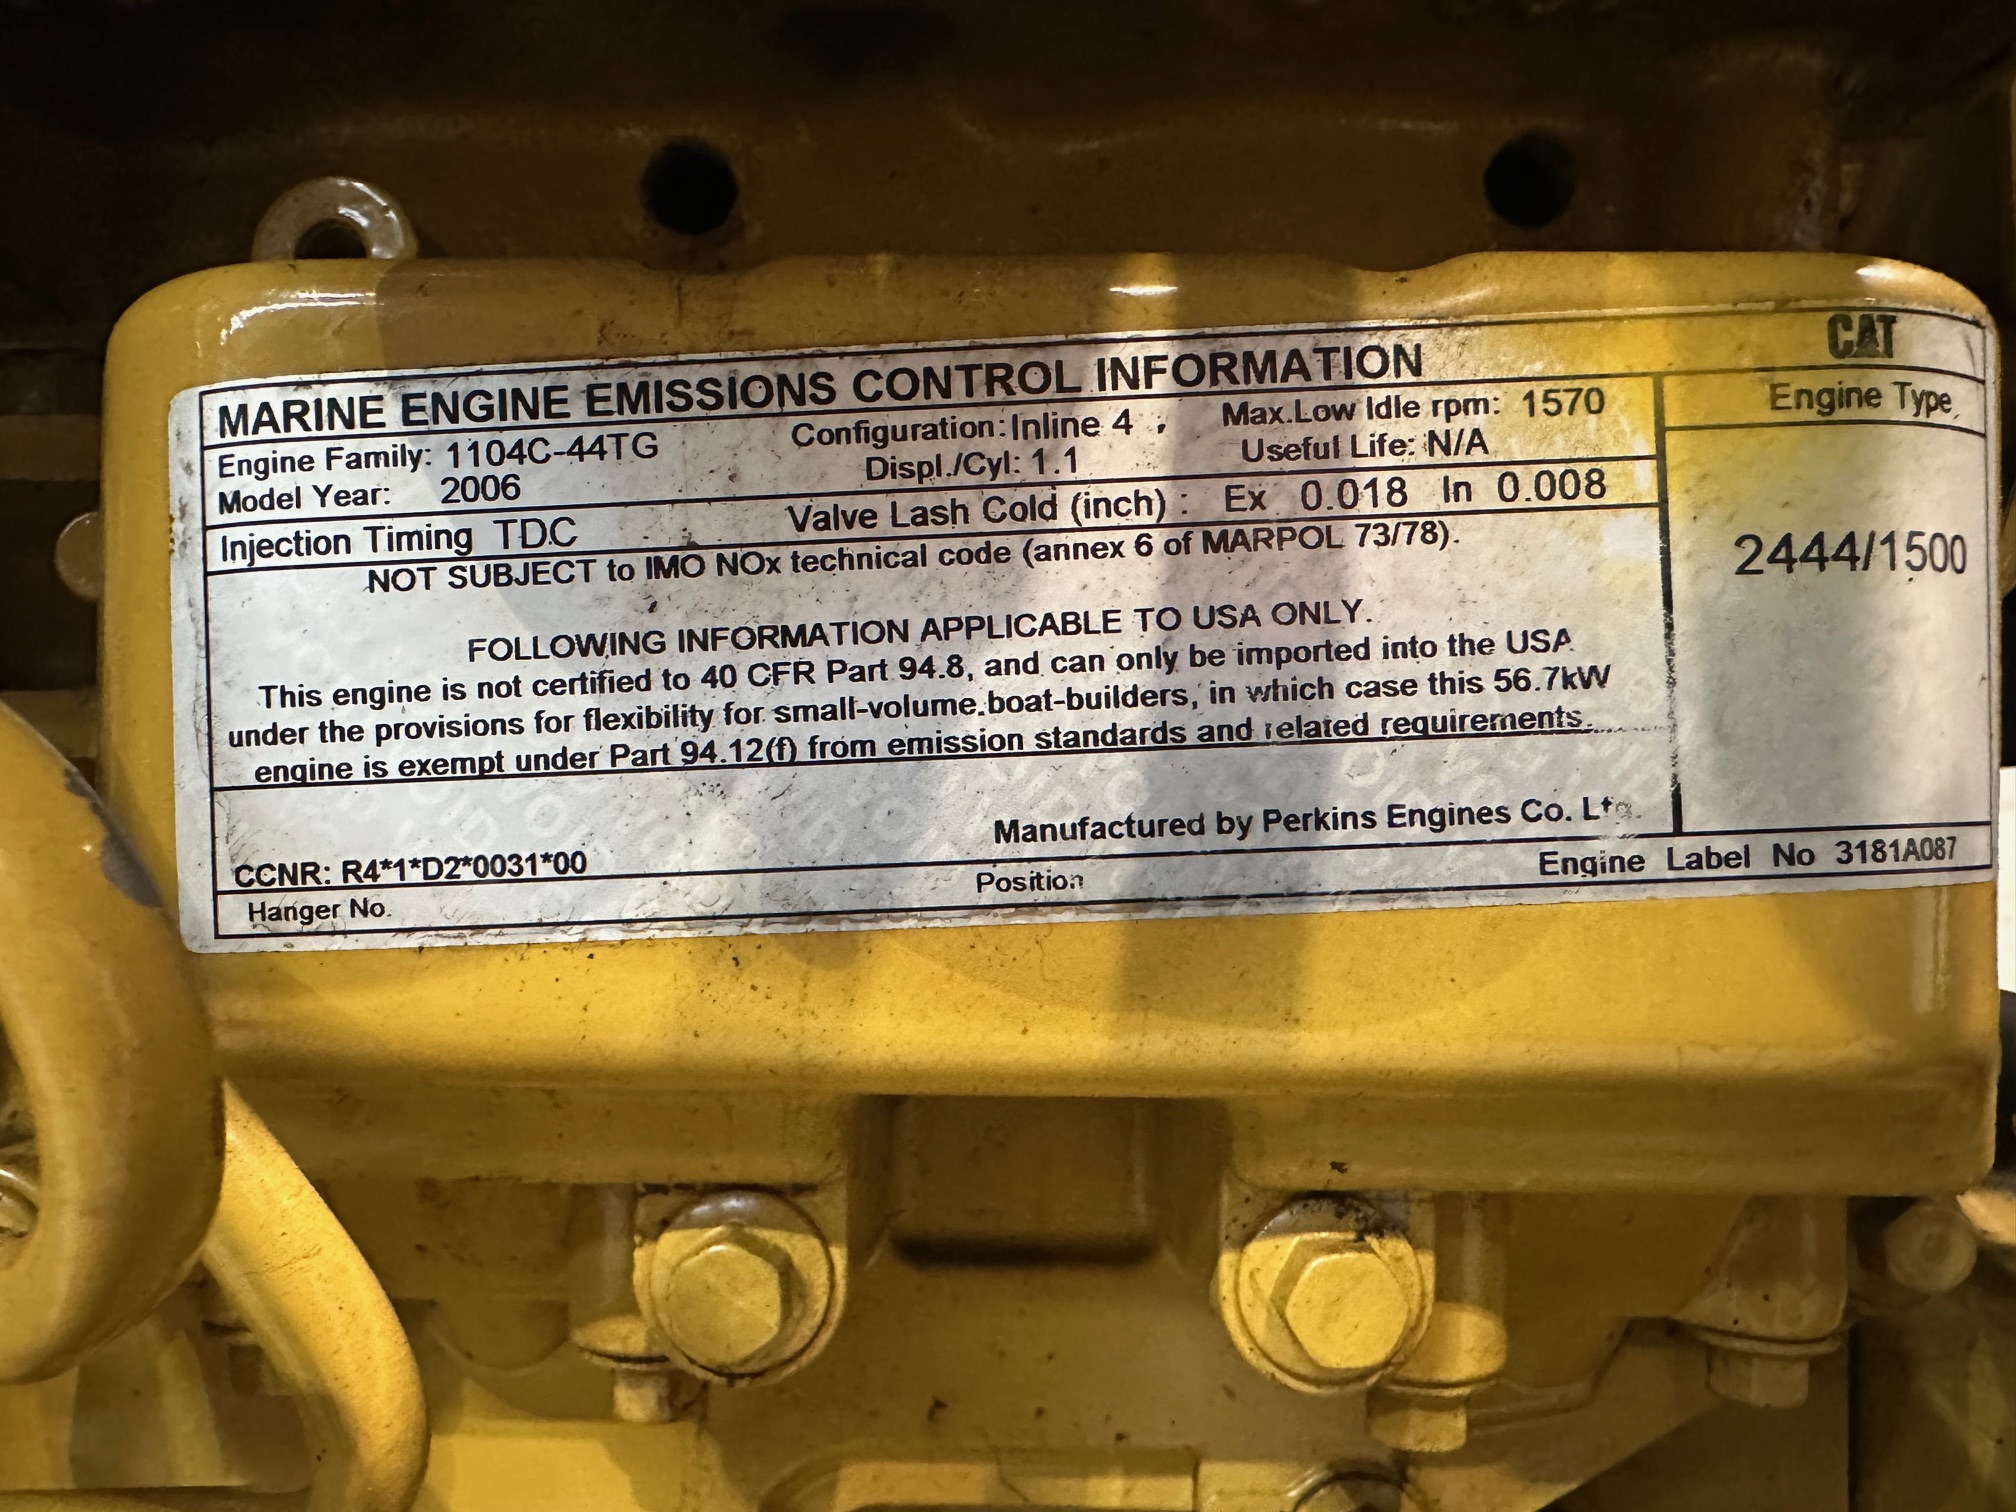 CAT
MARINE ENGINE EMISSIONS CONTROL INFORMATION
Engine Type
Engine Family: 1104C-44TG Configuration: Inline 4 Max.Low Idle rpm: 1570
Model Year: 2006 Displ./Cyl: 1.1 Useful Life: N/A
Injection Timing TDC Valve Lash Cold (inch) : Ex 0.018 In 0.008
2444/1500
NOT SUBJECT to IMO NOx technical code (annex 6 of MARPOL 73/78).
FOLLOWING INFORMATION APPLICABLE TO USA ONLY.
This engine is not certified to 40 CFR Part 94.8, and can only be imported into the USA
under the provisions for flexibility for small-volume boat-builders, in which case this 56.7kW
engine is exempt under Part 94.12(f) from emission standards and related requirements.
Manufactured by Perkins Engines Co. Ltd.
CCNR: R4*1*D2*0031*00
Engine Label No 3181A087
Hanger No. Position